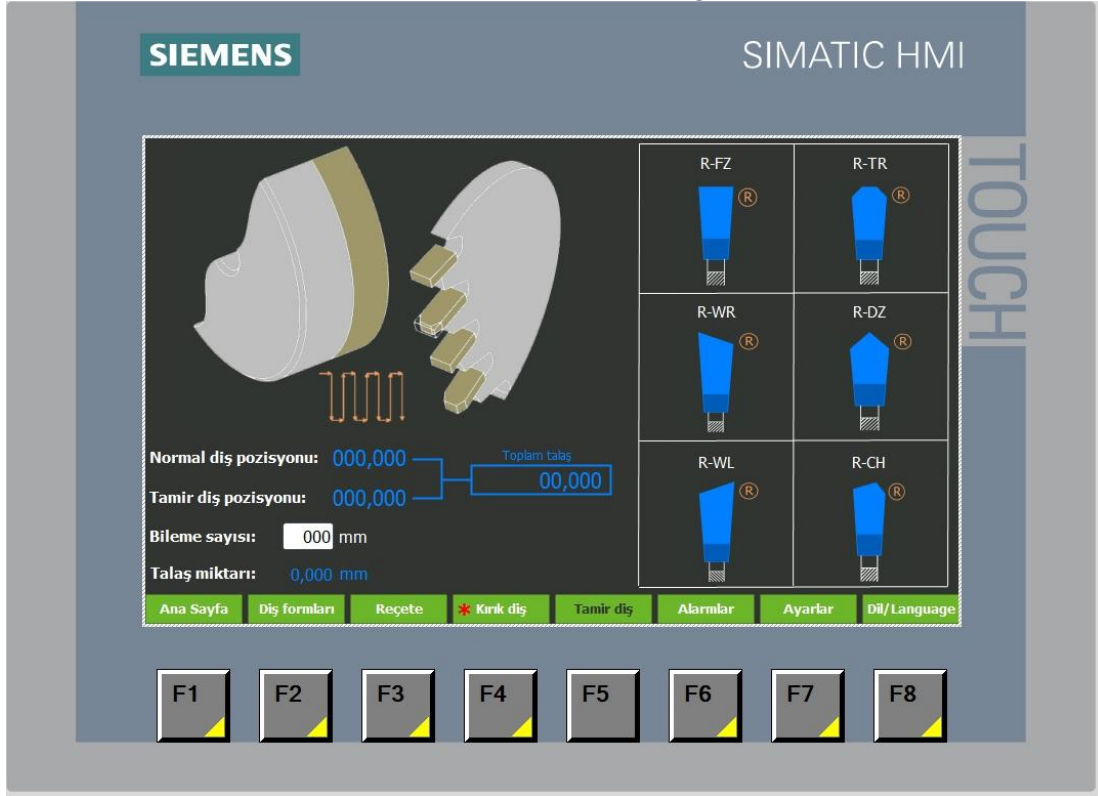 SIEMENS
SIMATIC HMI
TOUCH
R-FZ
R-TR
®
®
R-WR
R-DZ
®
®
R-WL
R-CH
®
®
Normal diş pozisyonu: 000,000
Toplam talaş
00,000
Tamir diş pozisyonu: 000,000
Bileme sayısı: 000 mm
Talaş miktarı: 0,000 mm
Ana Sayfa Diş formları Reçete * Kırık diş Tamir diş Alarmlar Ayarlar Dil/Language
F1 F2 F3 F4 F5 F6 F7 F8